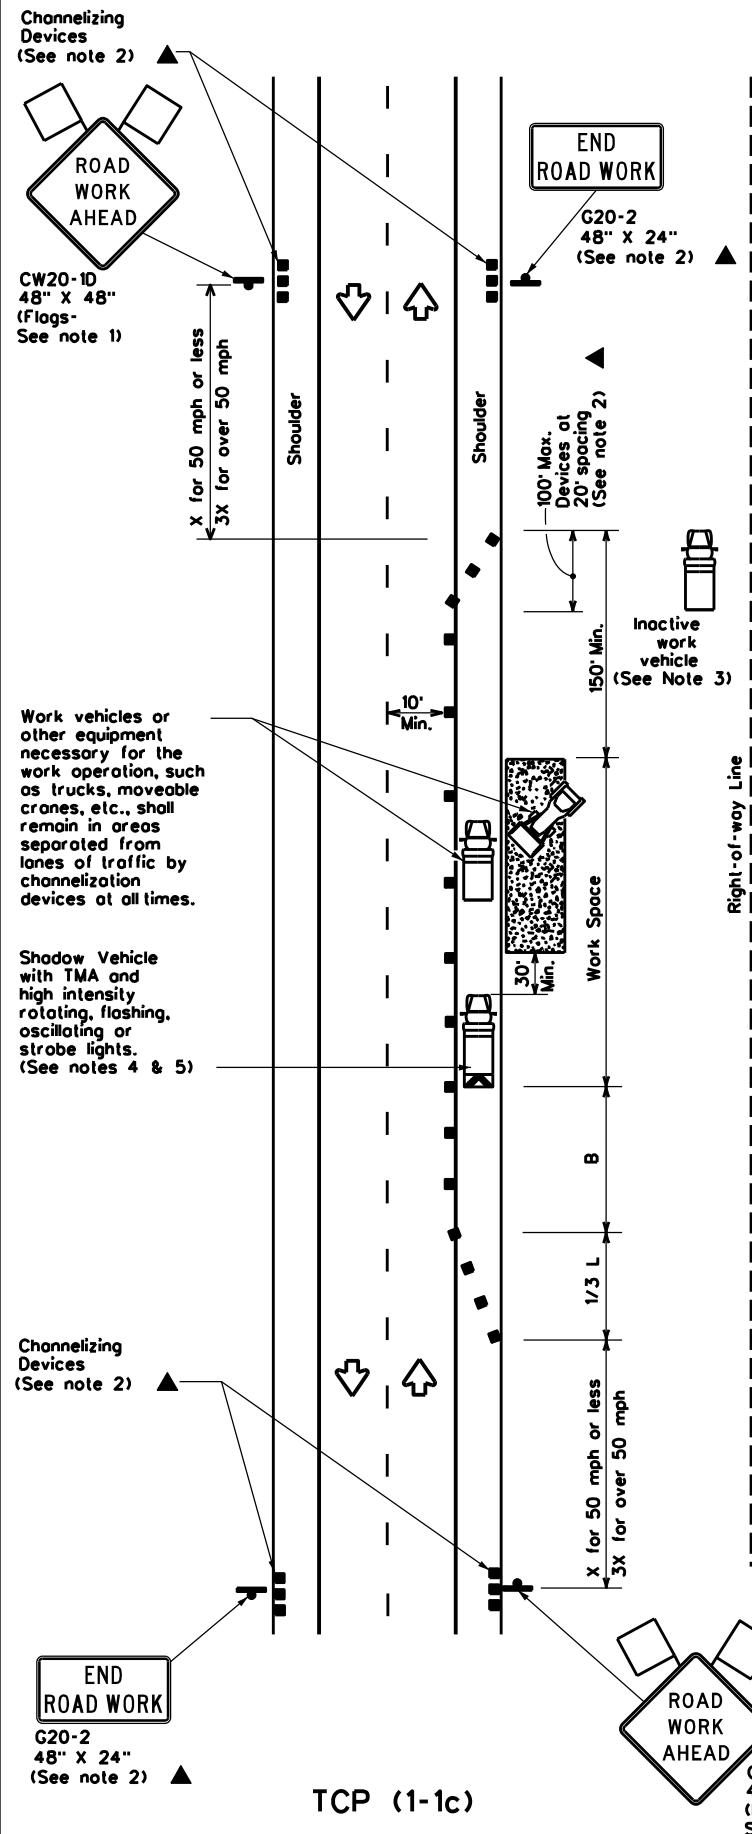 Channelizing
Devices
(See note 2) ▲
ROAD
WORK
AHEAD
CW20-1D
48" X 48"
(Flags-
See note 1)
END
ROAD WORK
G20-2
48" X 24"
(See note 2) ▲
X for 50 mph or less
3X for over 50 mph
Shoulder
Shoulder
100' Max.
Devices at
20' spacing
(See note 2)
150' Min.
Inactive
work
vehicle
(See Note 3)
10'
Min.
Work vehicles or
other equipment
necessary for the
work operation, such
as trucks, moveable
cranes, etc., shall
remain in areas
separated from
lanes of traffic by
channelization
devices at all times.
Right-of-way Line
Work Space
30'
Min.
Shadow Vehicle
with TMA and
high intensity
rotating, flashing,
oscillating or
strobe lights.
(See notes 4 & 5)
B
1/3 L
Channelizing
Devices
(See note 2) ▲
X for 50 mph or less
3X for over 50 mph
END
ROAD WORK
G20-2
48" X 24"
(See note 2) ▲
ROAD
WORK
AHEAD
TCP (1-1c)